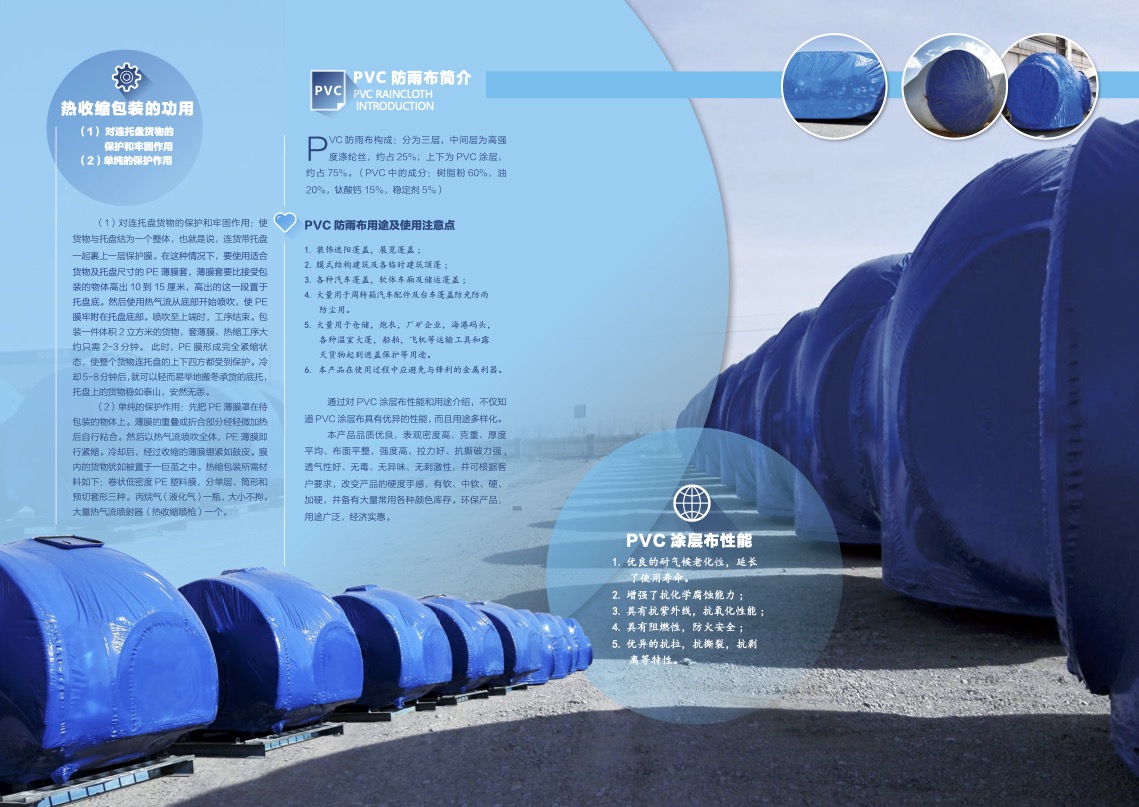 热收缩包装的功用
（1）对连托盘货物的
保护和牢固作用
（2）单纯的保护作用
（1）对连托盘货物的保护和牢固作用：使
货物与托盘结为一个整体，也就是说，连货带托盘
一起裹上一层保护膜。在这种情况下，要使用适合
货物及托盘尺寸的 PE 薄膜套，薄膜套要比接受包
装的物体高出 10 到 15 厘米，高出的这一段置于
托盘底。然后使用热气流从底部开始喷吹，使 PE
膜牢附在托盘底部。喷吹至上端时，工序结束。包
装一件体积 2 立方米的货物，套薄膜、热缩工序大
约只需 2-3 分钟。 此时，PE 膜形成完全紧缩状
态，使整个货物连托盘的上下四方都受到保护。冷
却 5-8 分钟后，就可以轻而易举地搬冬承货的底托，
托盘上的货物稳如泰山，安然无恙。
（2）单纯的保护作用：先把 PE 薄膜罩在待
包装的物体上。薄膜的重叠或折合部分经轻微加热
后自行粘合。然后以热气流喷吹全体，PE 薄膜即
行紧缩。冷却后，经过收缩的薄膜绷紧如鼓皮。膜
内的货物犹如被置于一巨茧之中。热缩包装所需材
料如下：卷状低密度 PE 塑料膜，分单层、筒形和
预切套形三种。丙烷气（液化气）一瓶，大小不拘。
大量热气流喷射器（热收缩喷枪）一个。
PVC
PVC 防雨布简介
PVC RAINCLOTH
INTRODUCTION
PVC 防雨布构成：分为三层，中间层为高强
度涤纶丝，约占 25%；上下为 PVC 涂层，
约占 75%。（PVC 中的成分：树脂粉 60%，油
20%，钛酸钙 15%，稳定剂 5%）
PVC 防雨布用途及使用注意点
1. 装饰遮阳蓬盖，展览蓬盖；
2. 膜式结构建筑及各临时建筑顶蓬；
3. 各种汽车蓬盖，软体车厢及储运蓬盖；
4. 大量用于周转箱汽车配件及台车蓬盖防光防雨
防尘用。
5. 大量用于仓储，炮衣，厂矿企业，海港码头，
各种温室大蓬，船舶，飞机等运输工具和露
天货物起到遮盖保护等用途。
6. 本产品在使用过程中应避免与锋利的金属利器。
通过对 PVC 涂层布性能和用途介绍，不仅知
道 PVC 涂层布具有优异的性能，而且用途多样化。
本产品品质优良，表观密度高、克重、厚度
平均、布面平整，强度高、拉力好、抗撕破力强，
透气性好、无毒、无异味、无刺激性，并可根据客
户要求，改变产品的硬度手感，有软、中软、硬、
加硬，并备有大量常用各种颜色库存。环保产品，
用途广泛，经济实惠。
PVC 涂层布性能
1. 优良的耐气候老化性，延长
了使用寿命。
2. 增强了抗化学腐蚀能力；
3. 具有抗紫外线，抗氧化性能；
4. 具有阻燃性，防火安全；
5. 优异的抗拉，抗撕裂，抗剥
离等特性。